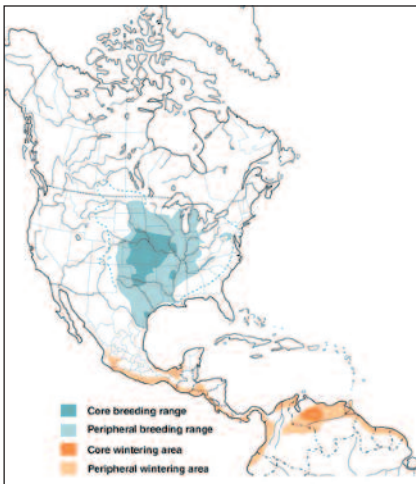 Core breeding range
Peripheral breeding range
Core wintering area
Peripheral wintering area